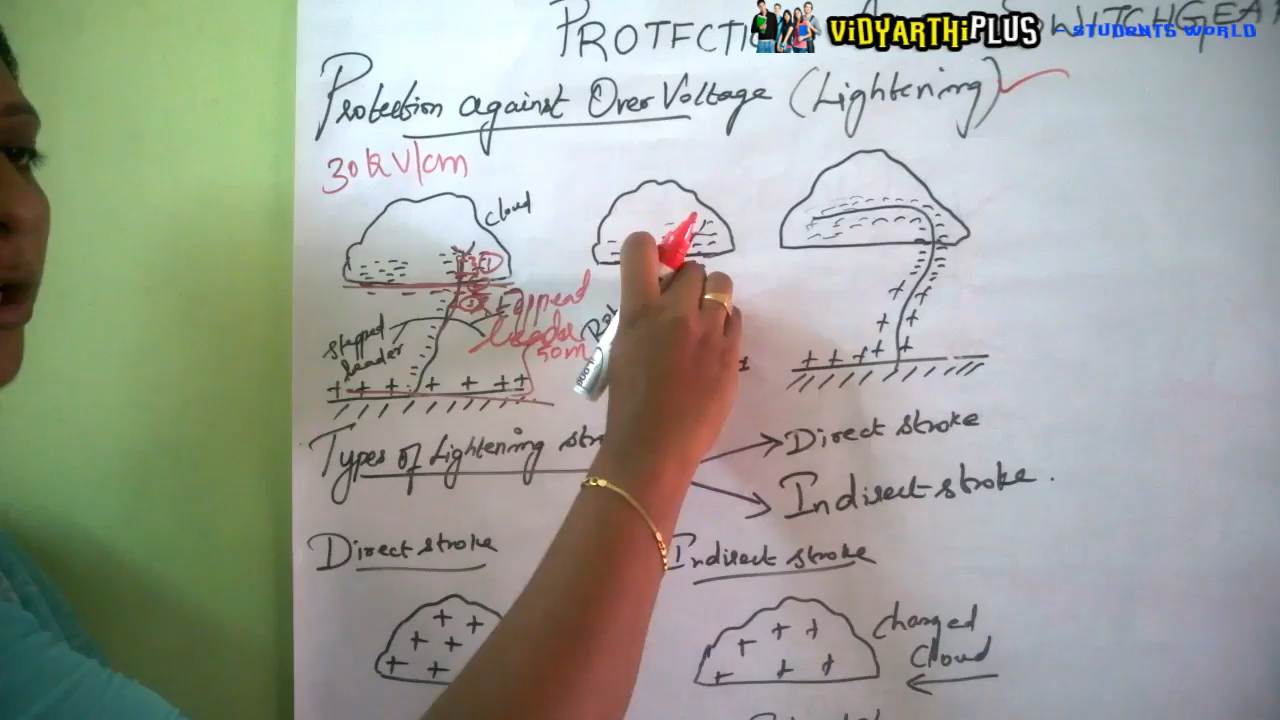 PROTECTION
SWITCHGEAR
ViDYARTHiPLUS - STUDENTS WORLD
Protection against Over Voltage (Lightening)
30 kV/cm
cloud
stepped
leader
leader
50m
Types of Lightening
Direct stroke
Indirect stroke.
Direct stroke
Indirect stroke
Charged
Cloud